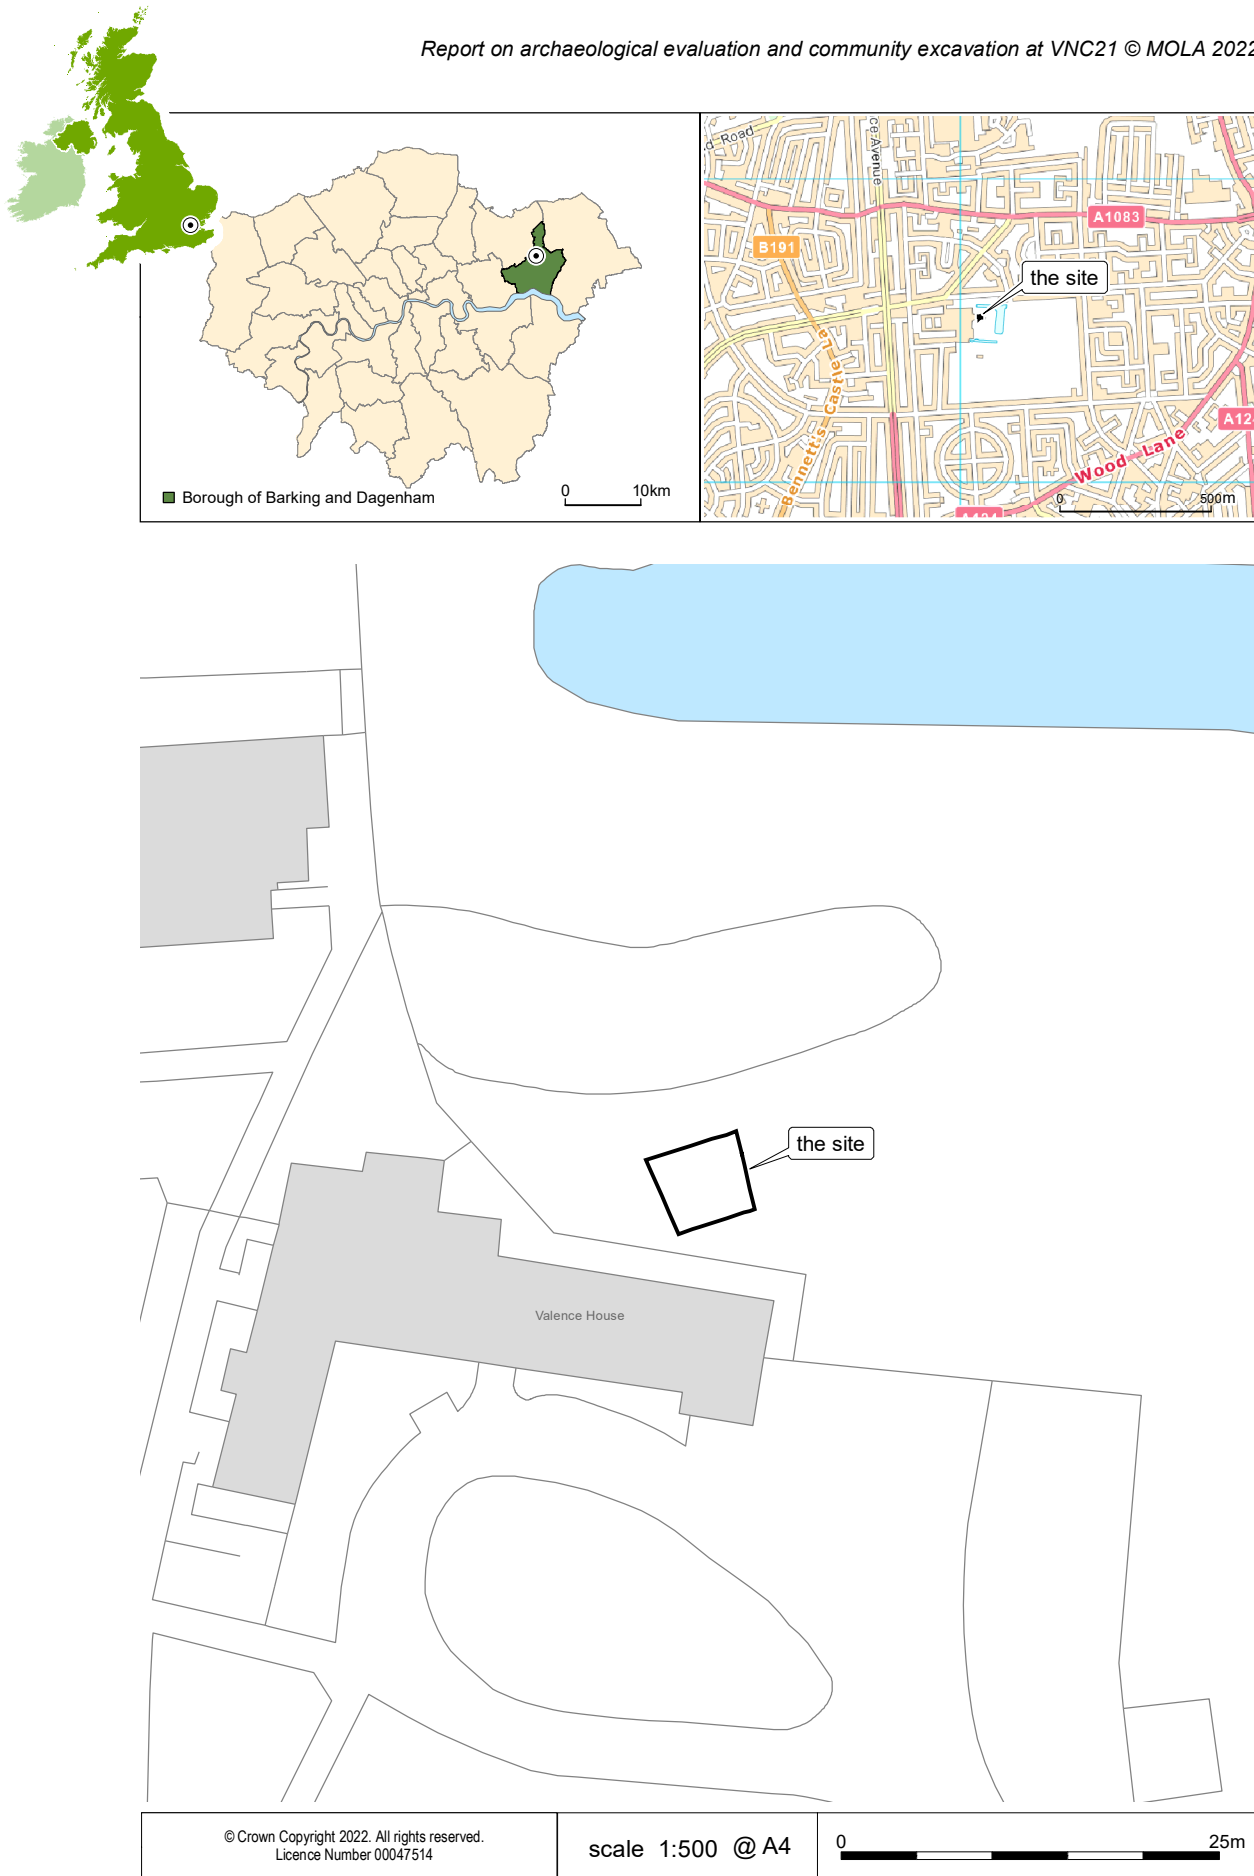 Report on archaeological evaluation and community excavation at VNC21 © MOLA 2022
Borough of Barking and Dagenham
0 10km
d Road
ce Avenue
A1083
B191
the site
Bennett's Castle La
Wood Lane
A12
0 500m
the site
Valence House
© Crown Copyright 2022. All rights reserved.
Licence Number 00047514
scale 1:500 @ A4
0 25m